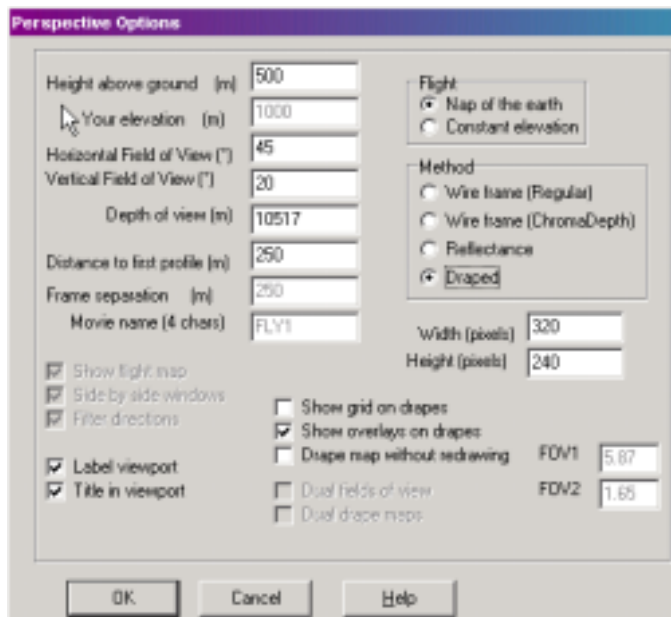 Perspective Options
Height above ground (m) 500
Your elevation (m) 1000
Horizontal Field of View (°) 45
Vertical Field of View (°) 20
Depth of view (m) 10517
Distance to first profile (m) 250
Frame separation (m) 250
Movie name (4 chars) FLY1
Flight
Nap of the earth
Constant elevation
Method
Wire frame (Regular)
Wire frame (ChromaDepth)
Reflectance
Draped
Width (pixels) 320
Height (pixels) 240
Show flight map
Side by side windows
Filter directions
Label viewport
Title in viewport
Show grid on drapes
Show overlays on drapes
Drape map without redrawing
Dual fields of view
Dual drape maps
FOV1 5.87
FOV2 1.65
OK Cancel Help